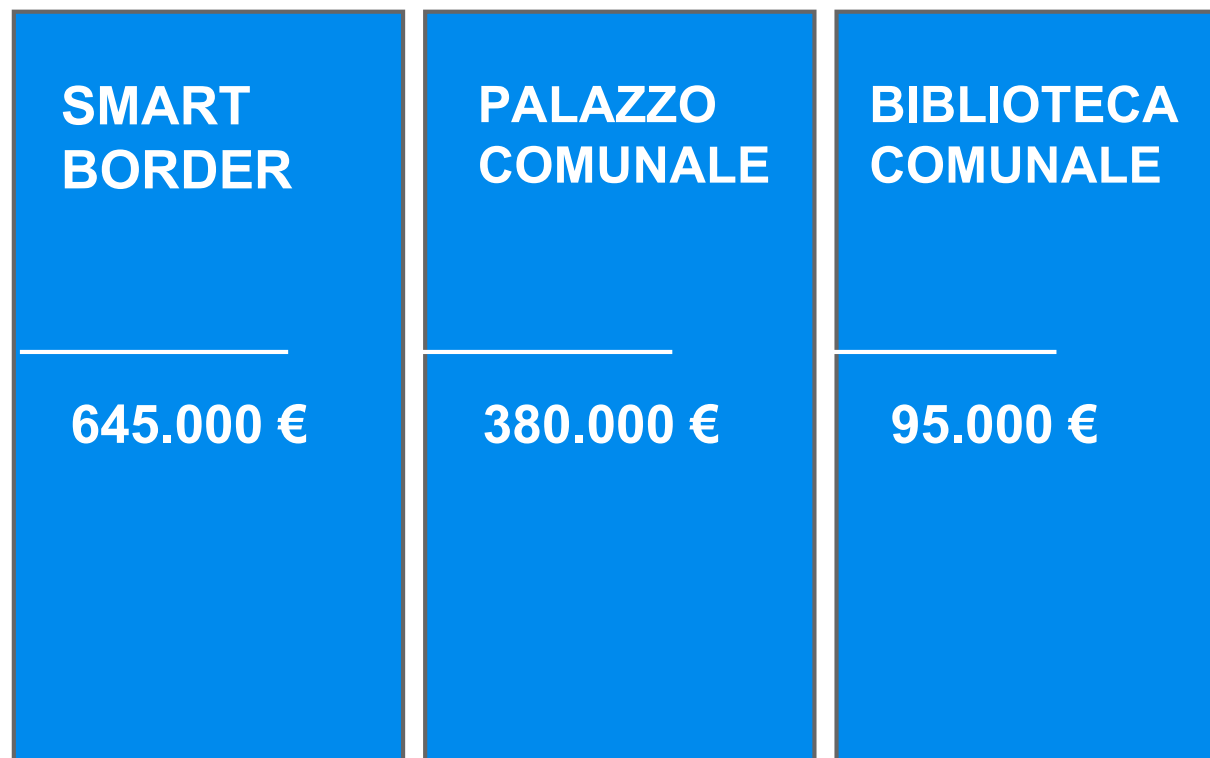 SMART
BORDER
645.000 €
PALAZZO
COMUNALE
380.000 €
BIBLIOTECA
COMUNALE
95.000 €